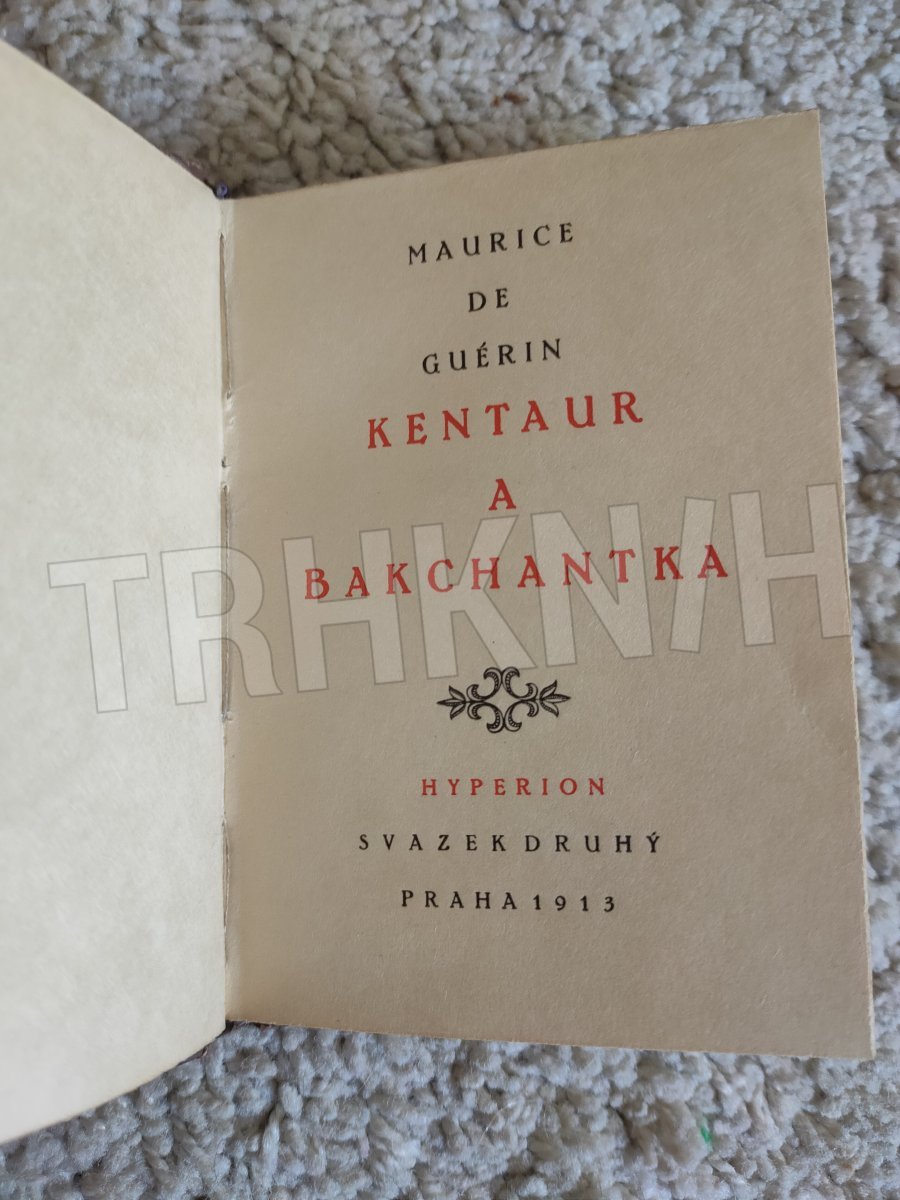 MAURICE
DE
GUÉRIN
KENTAUR
A
BAKCHANTKA
TRHKNIH
HYPERION
SVAZEK DRUHÝ
PRAHA 1913